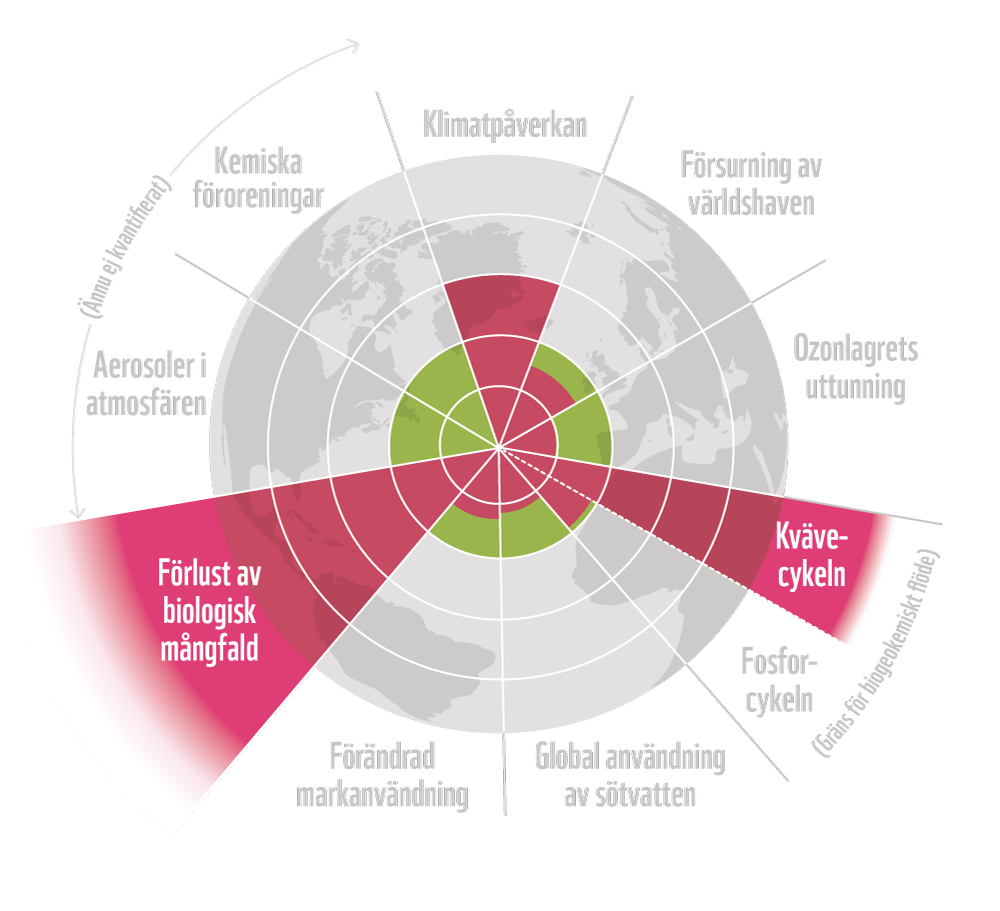 Klimatpåverkan
Försurning av
världshaven
Ozonlagrets
uttunning
Kväve-
cykeln
Fosfor-
cykeln
(Gräns för biogeokemiskt flöde)
Global användning
av sötvatten
Förändrad
markanvändning
Förlust av
biologisk
mångfald
Aerosoler i
atmosfären
Kemiska
föroreningar
(Ännu ej kvantifierat)